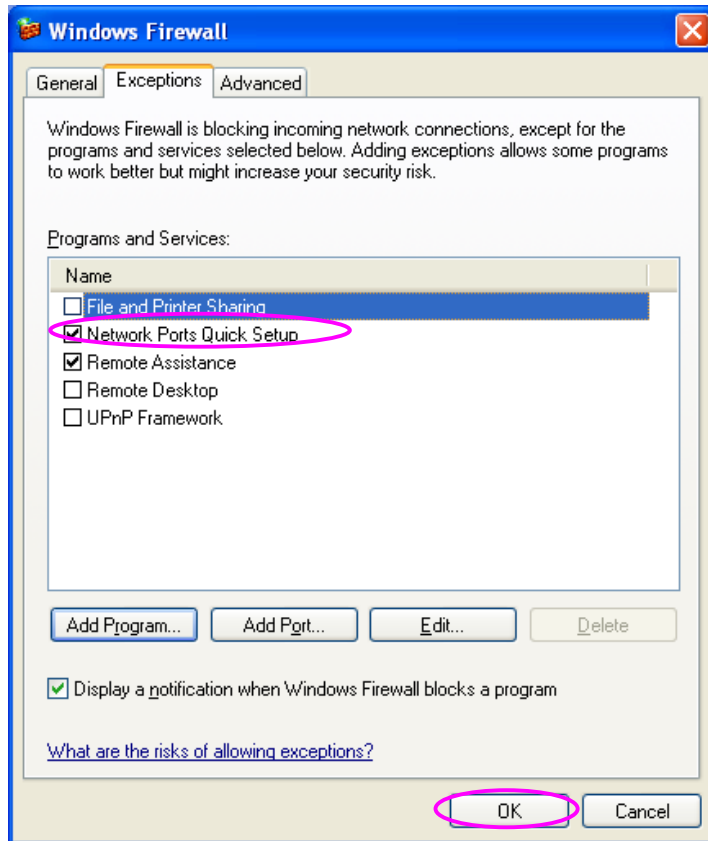 Windows Firewall
General Exceptions Advanced
Windows Firewall is blocking incoming network connections, except for the
programs and services selected below. Adding exceptions allows some programs
to work better but might increase your security risk.
Programs and Services:
Name
File and Printer Sharing
Network Ports Quick Setup
Remote Assistance
Remote Desktop
UPnP Framework
Add Program... Add Port... Edit... Delete
Display a notification when Windows Firewall blocks a program
What are the risks of allowing exceptions?
OK Cancel